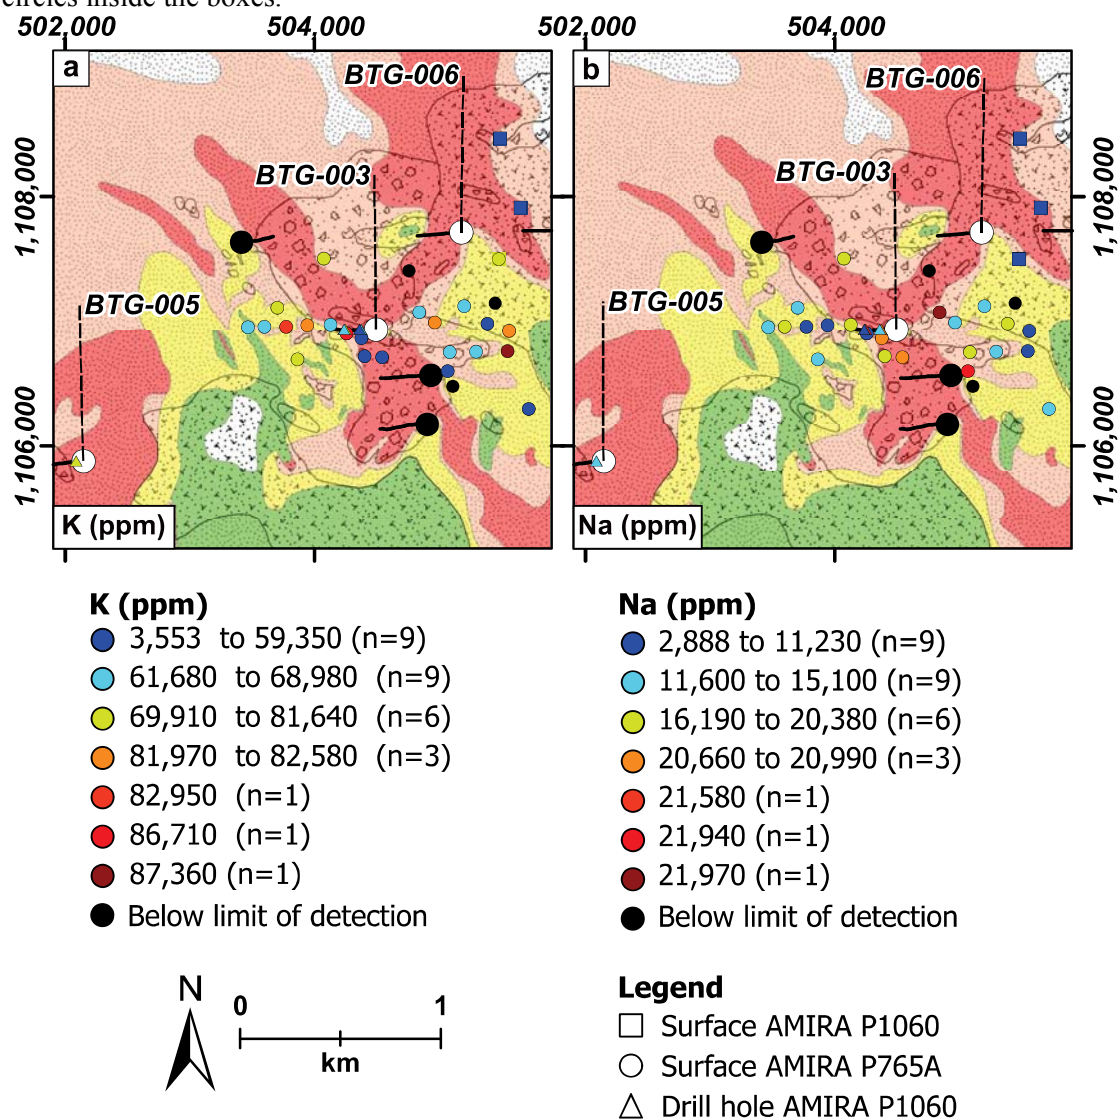 circles inside the boxes.
502,000 504,000 502,000 504,000
a b
BTG-006 BTG-006
BTG-003 BTG-003
1,108,000 1,108,000
BTG-005 BTG-005
1,106,000 1,106,000
K (ppm) Na (ppm)
K (ppm)
3,553 to 59,350 (n=9)
61,680 to 68,980 (n=9)
69,910 to 81,640 (n=6)
81,970 to 82,580 (n=3)
82,950 (n=1)
86,710 (n=1)
87,360 (n=1)
Below limit of detection
Na (ppm)
2,888 to 11,230 (n=9)
11,600 to 15,100 (n=9)
16,190 to 20,380 (n=6)
20,660 to 20,990 (n=3)
21,580 (n=1)
21,940 (n=1)
21,970 (n=1)
Below limit of detection
N
0 1
km
Legend
Surface AMIRA P1060
Surface AMIRA P765A
Drill hole AMIRA P1060